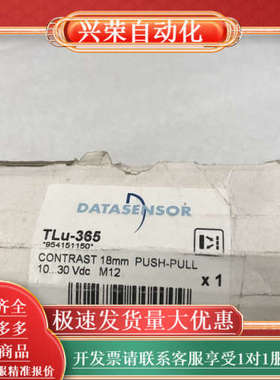 兴荣自动化
DATASENSOR
TLu-365
*954151150*
CONTRAST 18mm PUSH-PULL
10..30 Vdc M12
x 1
极速发货量大优惠
开发票请联系客服享受1对1服